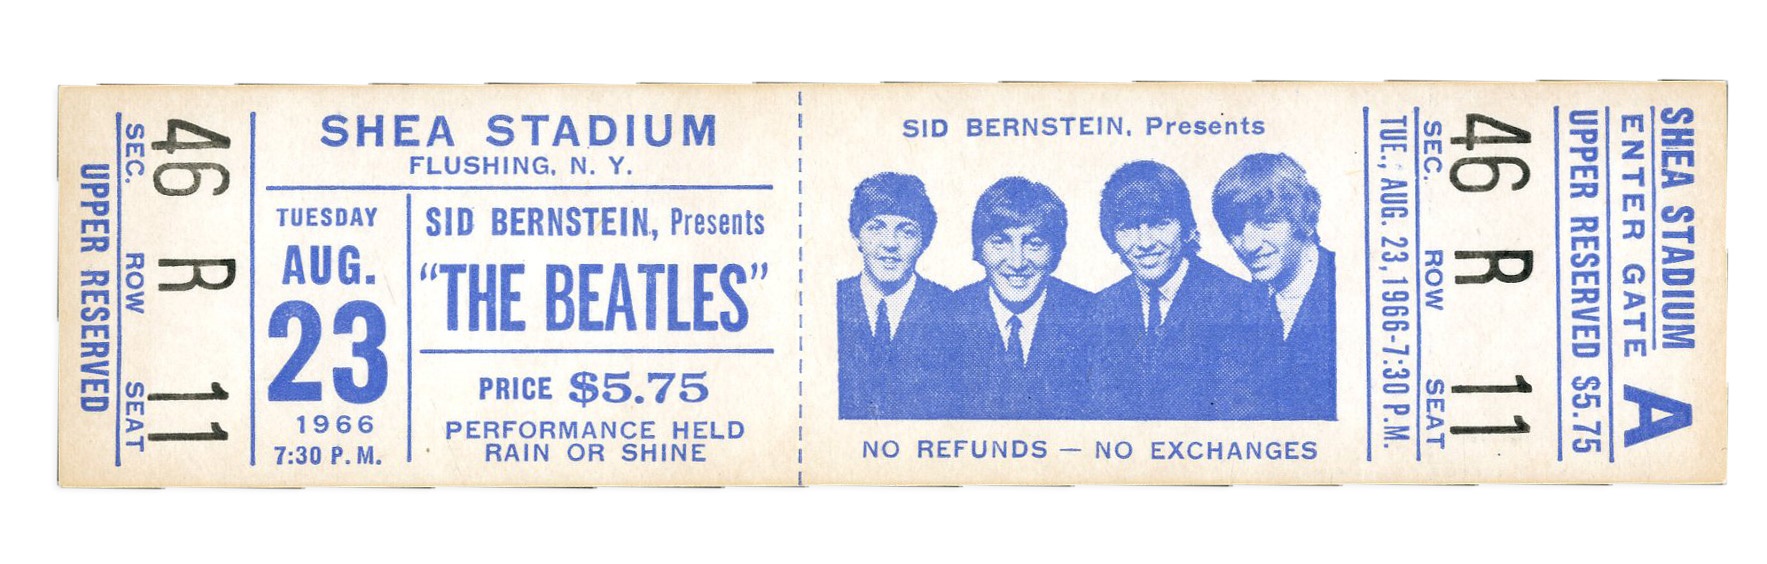 UPPER RESERVED
SEC. 46 ROW R SEAT 11
SHEA STADIUM
FLUSHING, N. Y.
TUESDAY
AUG.
23
1966
7:30 P. M.
SID BERNSTEIN, Presents
“THE BEATLES”
PRICE $5.75
PERFORMANCE HELD
RAIN OR SHINE
SID BERNSTEIN, Presents
NO REFUNDS — NO EXCHANGES
SHEA STADIUM
ENTER GATE A
UPPER RESERVED $5.75
SEC. 46 ROW R SEAT 11
TUE., AUG. 23, 1966-7:30 P.M.